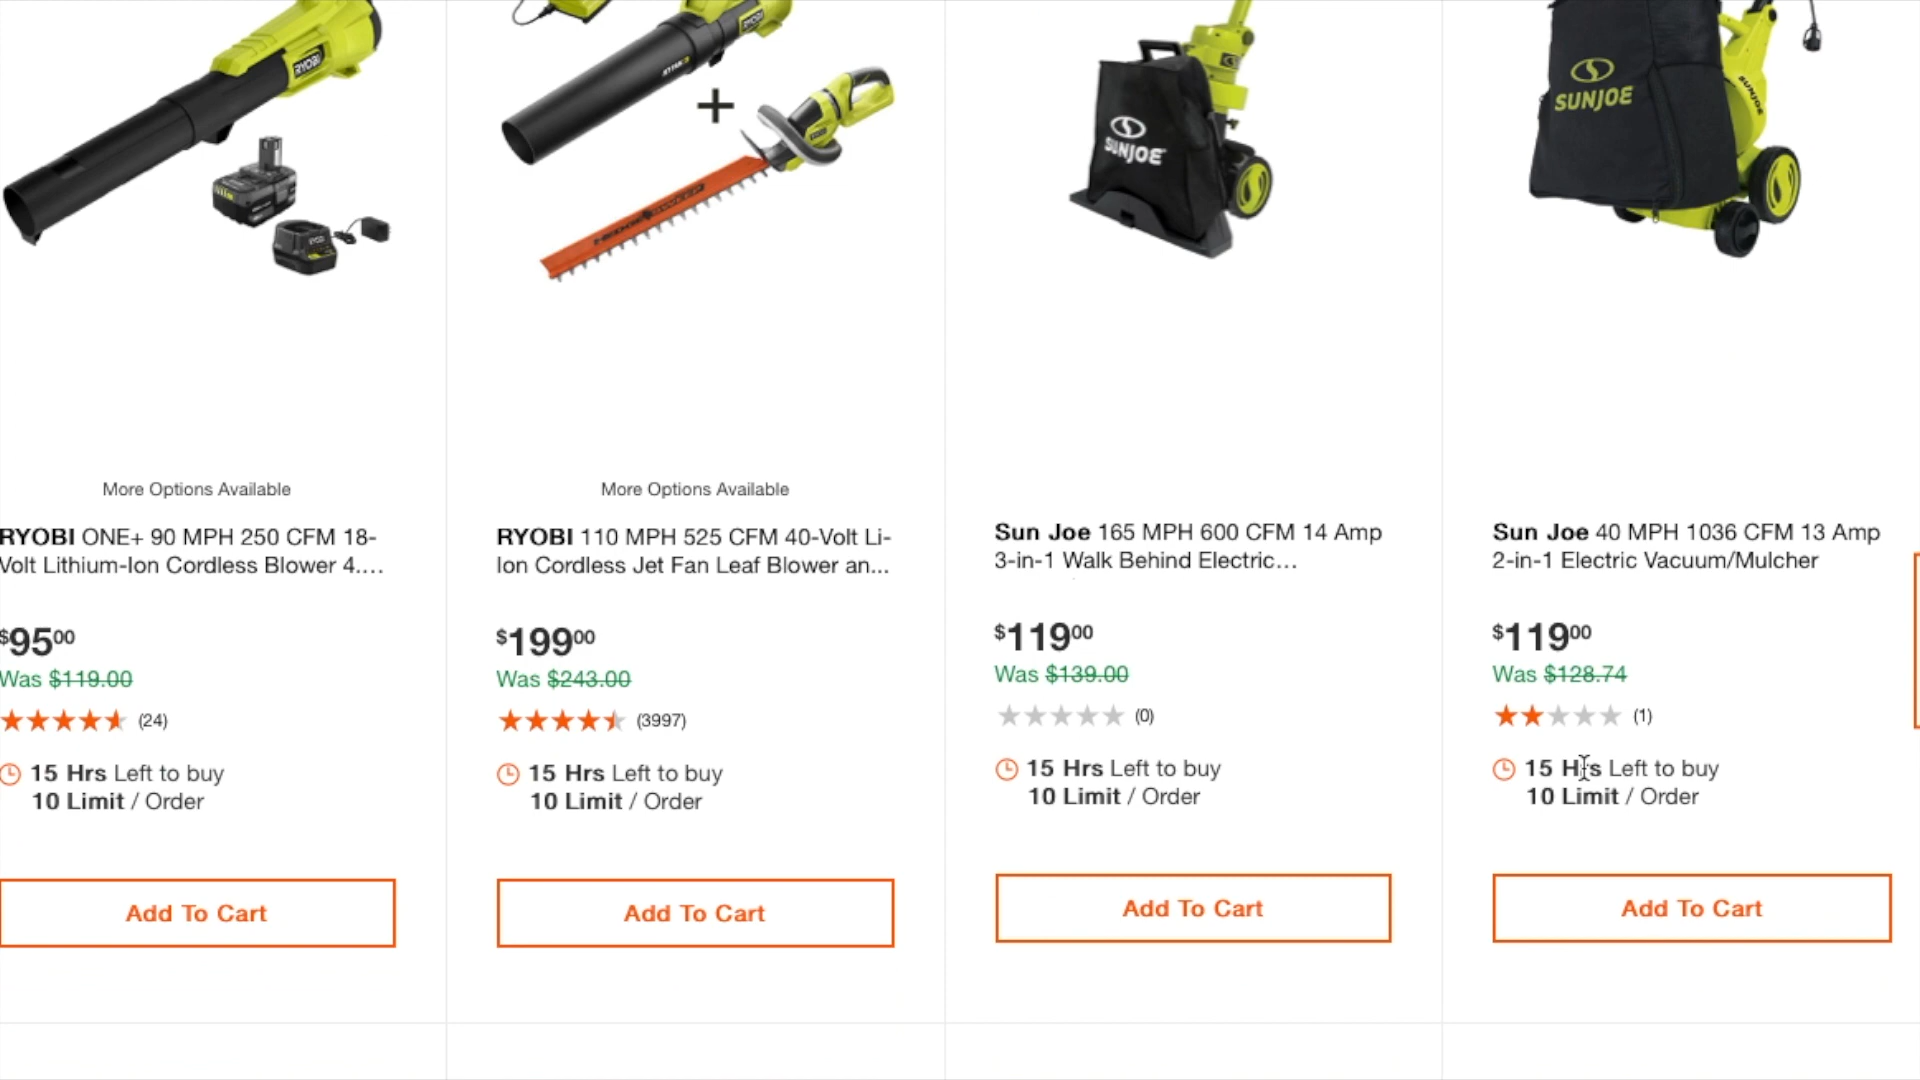 RYOBI
RYOBI
+
HEDGE SWEEP
SUNJOE
SUNJOE
SUNJOE
More Options Available
RYOBI ONE+ 90 MPH 250 CFM 18-
Volt Lithium-Ion Cordless Blower 4....
$9500
Was $119.00
(24)
15 Hrs Left to buy
10 Limit / Order
Add To Cart
More Options Available
RYOBI 110 MPH 525 CFM 40-Volt Li-
Ion Cordless Jet Fan Leaf Blower an...
$19900
Was $243.00
(3997)
15 Hrs Left to buy
10 Limit / Order
Add To Cart
Sun Joe 165 MPH 600 CFM 14 Amp
3-in-1 Walk Behind Electric...
$11900
Was $139.00
(0)
15 Hrs Left to buy
10 Limit / Order
Add To Cart
Sun Joe 40 MPH 1036 CFM 13 Amp
2-in-1 Electric Vacuum/Mulcher
$11900
Was $128.74
(1)
15 Hrs Left to buy
10 Limit / Order
Add To Cart